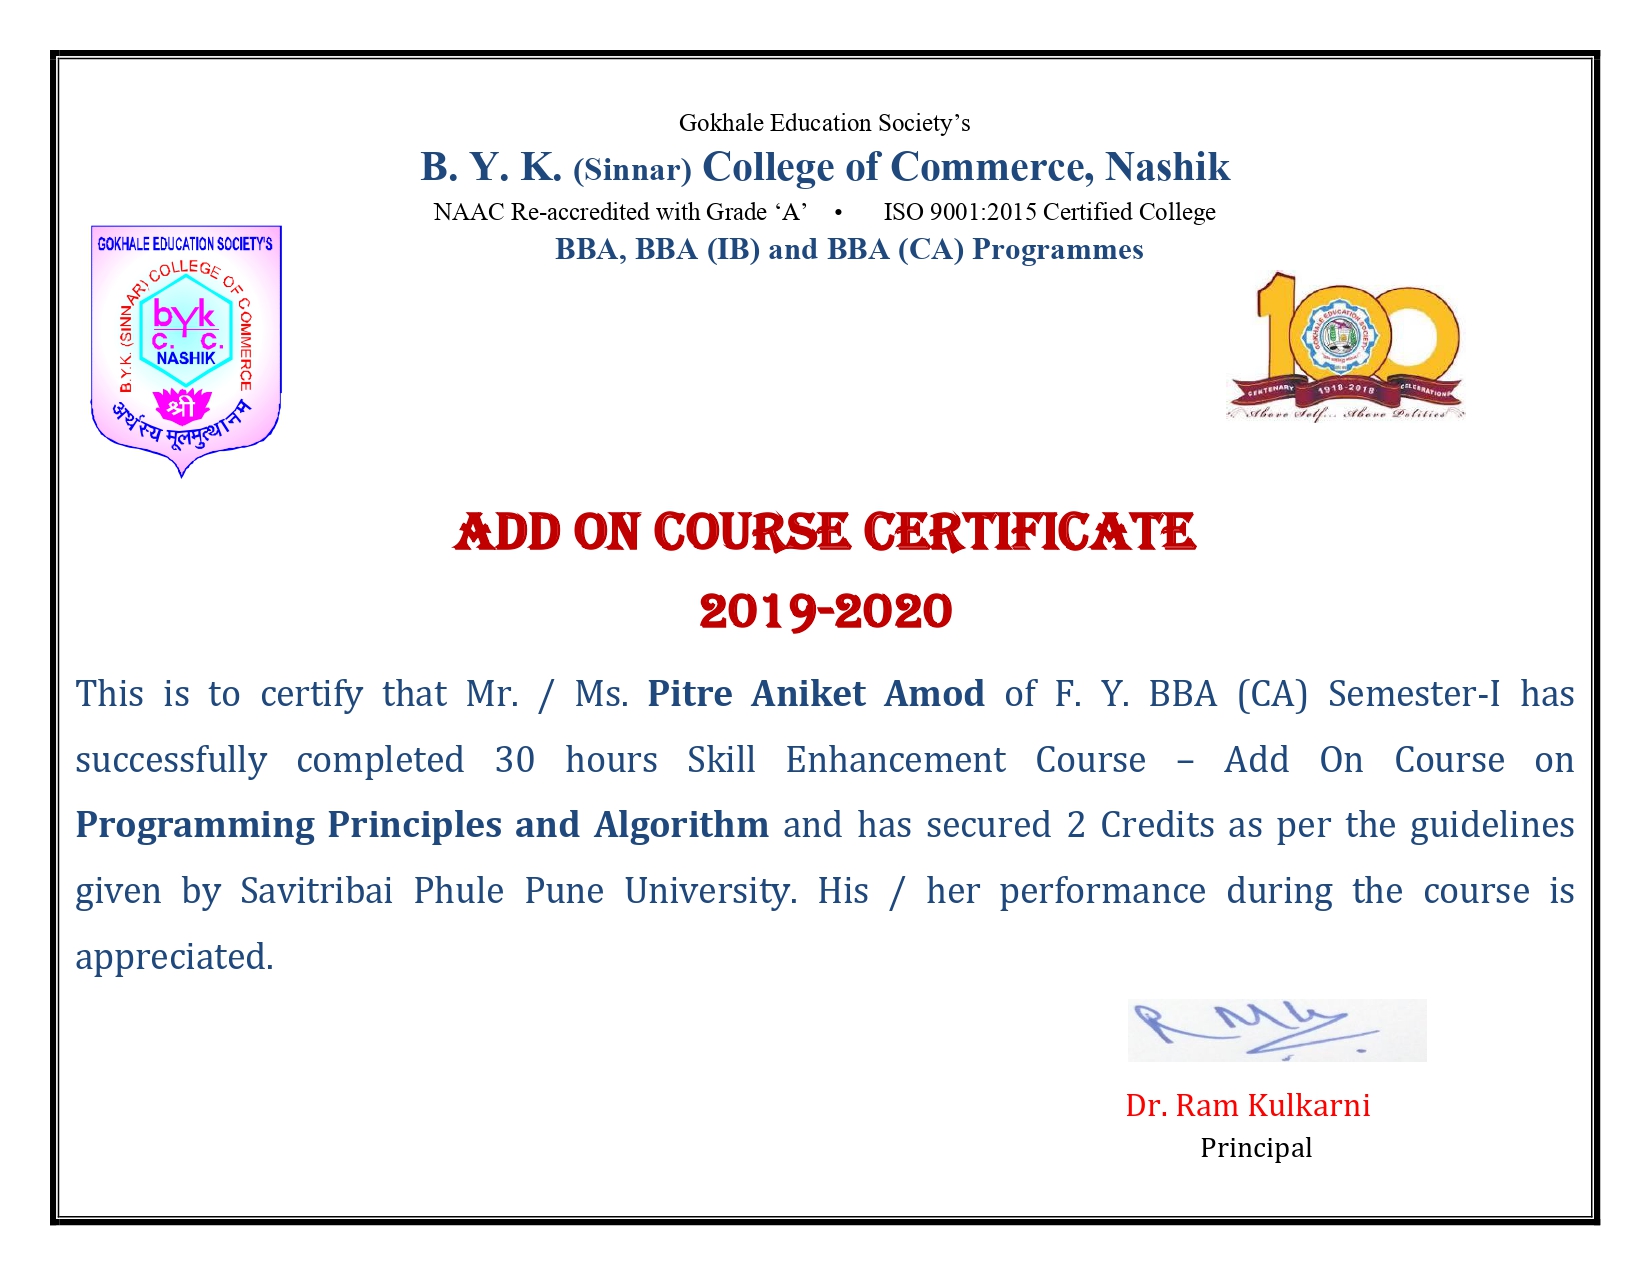 Gokhale Education Society’s
B. Y. K. (Sinnar) College of Commerce, Nashik
NAAC Re-accredited with Grade ‘A’ • ISO 9001:2015 Certified College
BBA, BBA (IB) and BBA (CA) Programmes
GOKHALE EDUCATION SOCIETY'S
B.Y.K. (SINNAR) COLLEGE OF COMMERCE
byk
C. C.
NASHIK
श्री
अर्थस्य मूलमुत्थानम
100
GOKHALE EDUCATION SOCIETY
CENTENARY 1918-2018 CELEBRATIONS
Above Self... Above Politics
ADD ON COURSE CERTIFICATE
2019-2020
This is to certify that Mr. / Ms. Pitre Aniket Amod of F. Y. BBA (CA) Semester-I has
successfully completed 30 hours Skill Enhancement Course – Add On Course on
Programming Principles and Algorithm and has secured 2 Credits as per the guidelines
given by Savitribai Phule Pune University. His / her performance during the course is
appreciated.
Dr. Ram Kulkarni
Principal